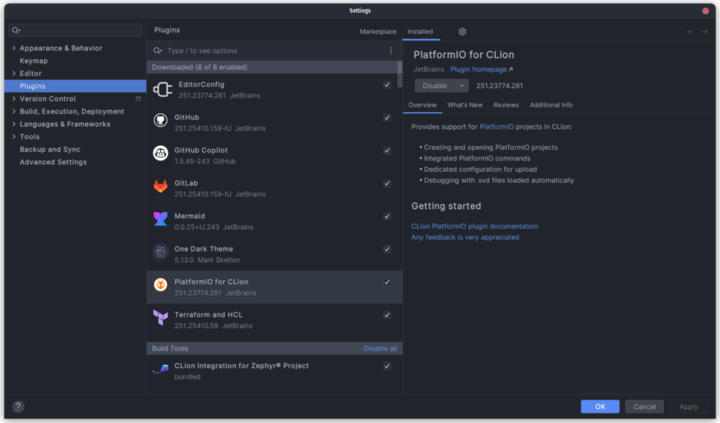 Settings
Appearance & Behavior
Keymap
Editor
Plugins
Version Control
Build, Execution, Deployment
Languages & Frameworks
Tools
Backup and Sync
Advanced Settings
Plugins
Marketplace
Installed
Type / to see options
Downloaded (8 of 8 enabled)
EditorConfig
251.23774.281 JetBrains
GitHub
251.25410.159-IU JetBrains
GitHub Copilot
1.5.45-243 GitHub
GitLab
251.25410.159-IU JetBrains
Mermaid
0.0.25+IJ.243 JetBrains
One Dark Theme
5.13.0 Mark Skelton
PlatformIO for CLion
251.23774.281 JetBrains
Terraform and HCL
251.25410.59 JetBrains
Build Tools Disable all
CLion Integration for Zephyr® Project
bundled
PlatformIO for CLion
JetBrains Plugin homepage ↗
Disable 251.23774.281
Overview What's New Reviews Additional Info
Provides support for PlatformIO projects in CLion:
• Creating and opening PlatformIO projects
• Integrated PlatformIO commands
• Dedicated configuration for upload
• Debugging with .svd files loaded automatically
Getting started
CLion PlatformIO plugin documentation
Any feedback is very appreciated
?
OK Cancel Apply